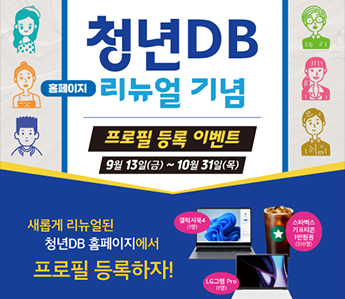 청년DB
홈페이지 리뉴얼 기념
프로필 등록 이벤트
9월 13일(금) ~ 10월 31일(목)
새롭게 리뉴얼된
청년DB 홈페이지에서
프로필 등록하자!
갤럭시북4
(1명)
스타벅스
기프티콘
1만원권
LG그램 Pro
(1명)